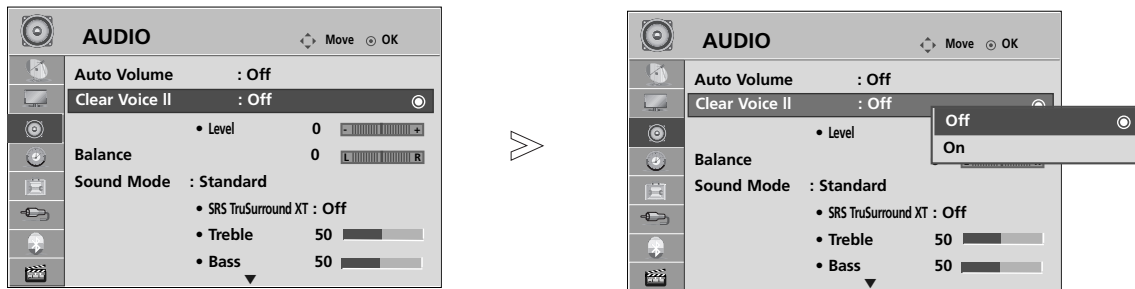 AUDIO Move OK
Auto Volume : Off
Clear Voice ll : Off
• Level 0 - +
Balance 0 L R
Sound Mode : Standard
• SRS TruSurround XT : Off
• Treble 50
• Bass 50
AUDIO Move OK
Auto Volume : Off
Clear Voice ll : Off
Off
On
• Level
Balance
Sound Mode : Standard
• SRS TruSurround XT : Off
• Treble 50
• Bass 50